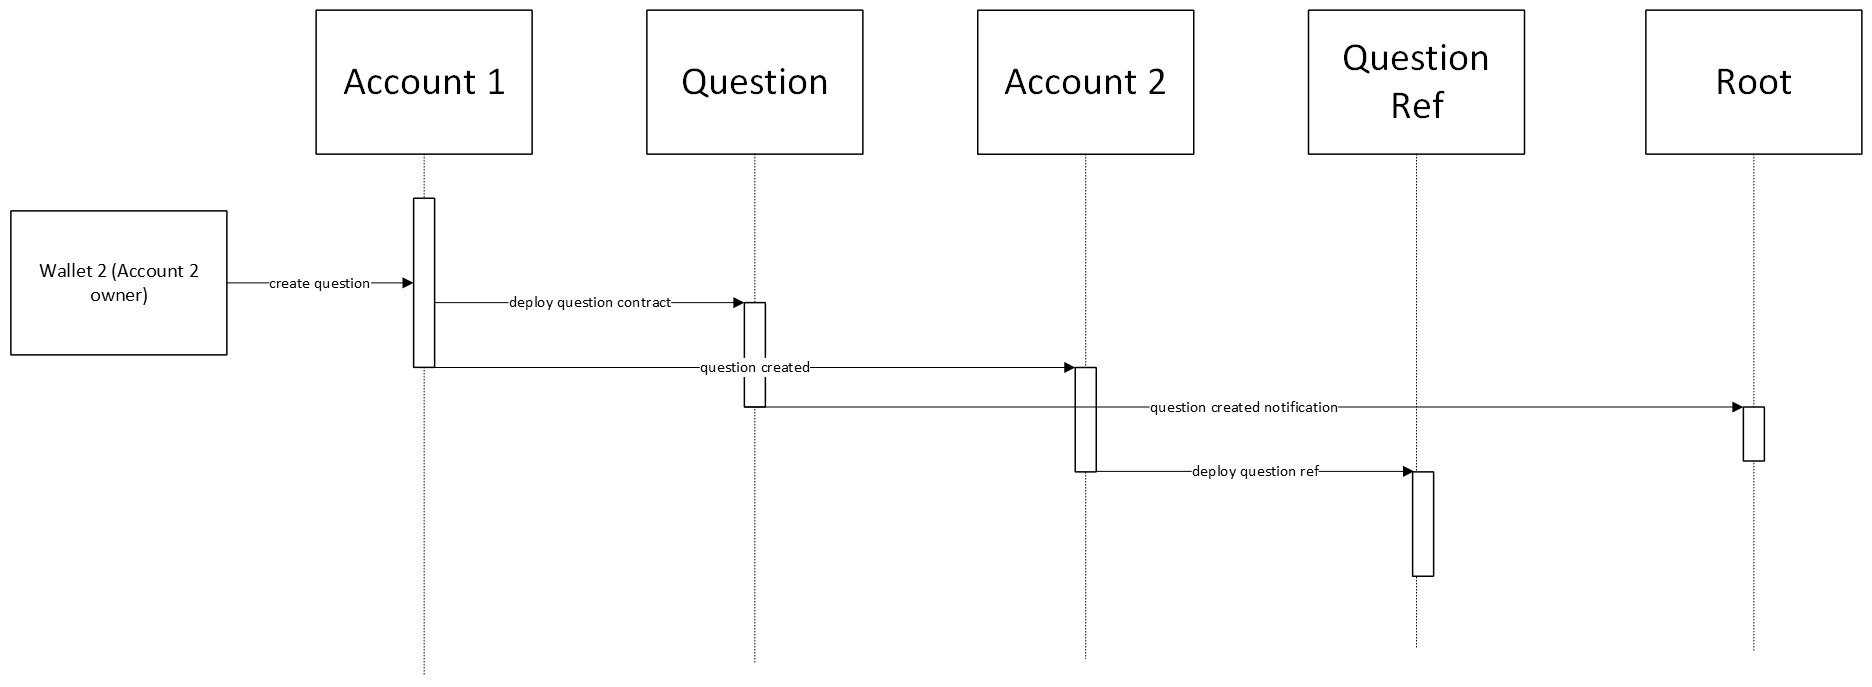 Account 1
Question
Account 2
Question
Ref
Root
Wallet 2 (Account 2
owner)
create question
deploy question contract
question created
question created notification
deploy question ref